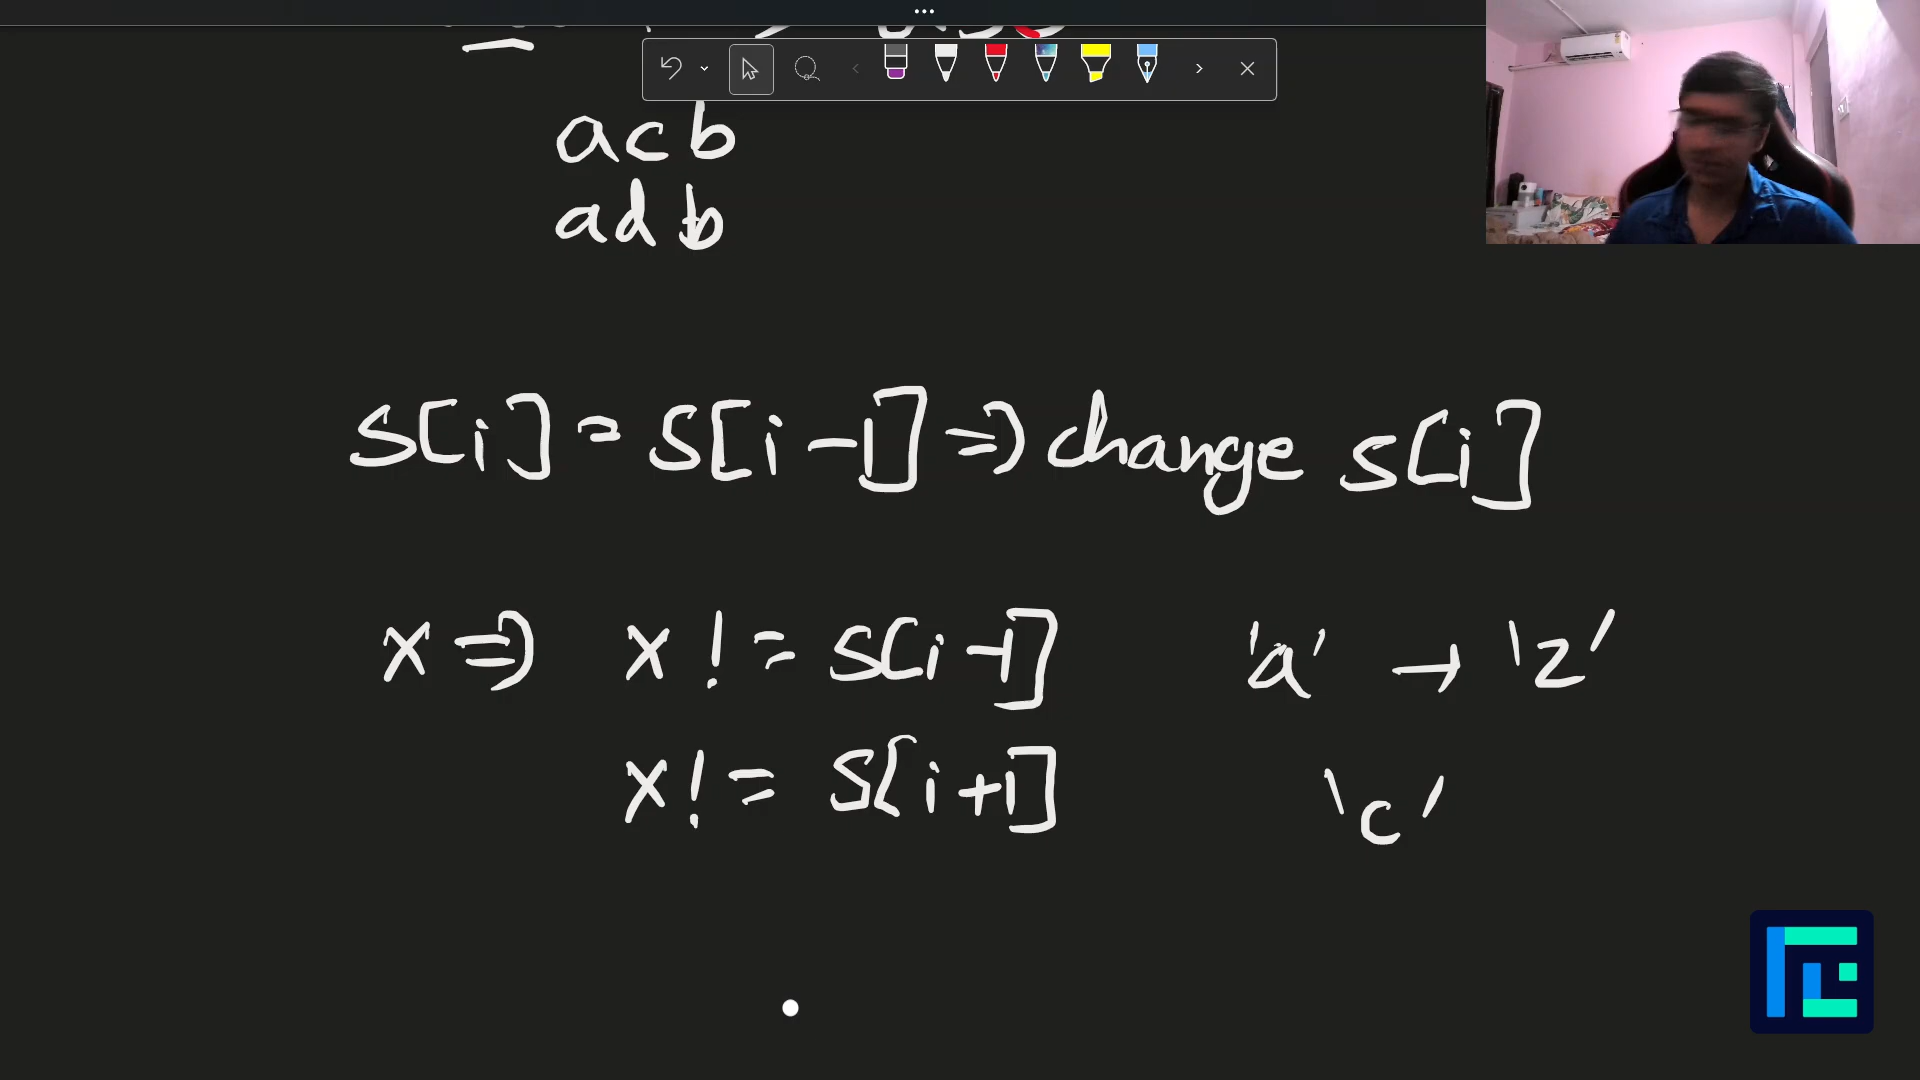 acb
adb
s[i] = s[i-1] => change s[i]
x => x != s[i-1] 'a' → 'z'
x != s[i+1] 'c'